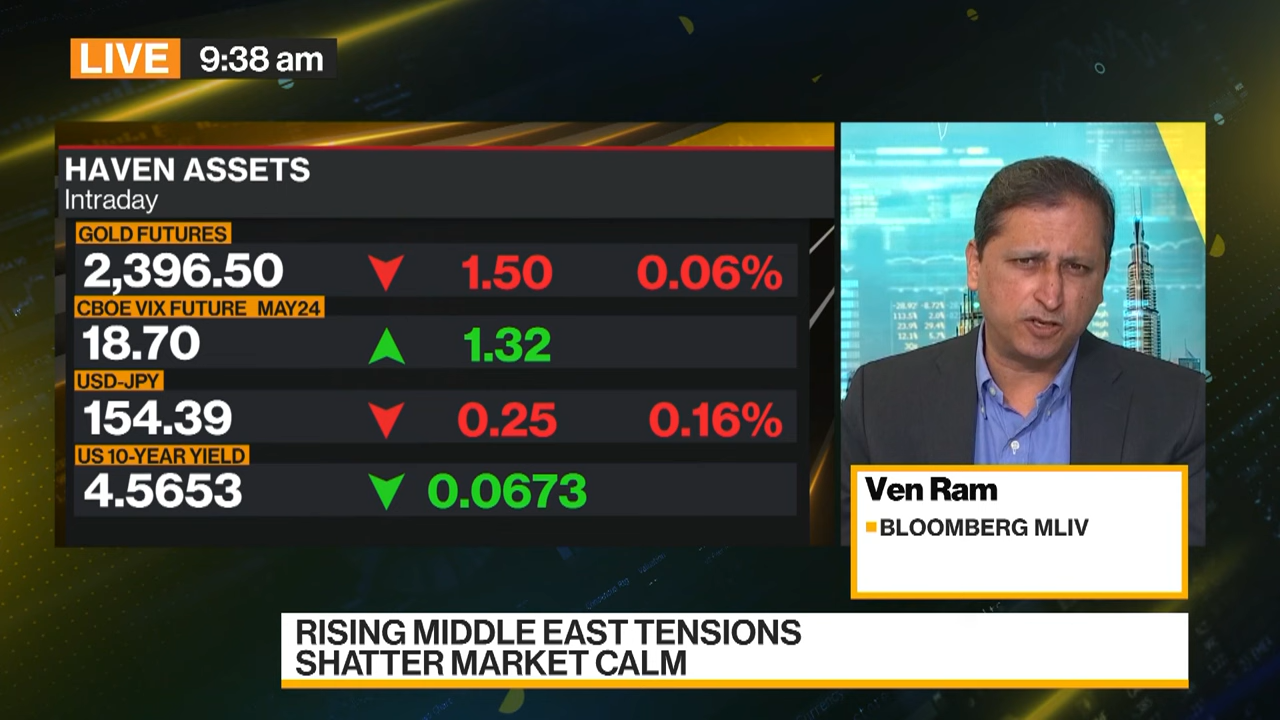 LIVE 9:38 am
HAVEN ASSETS
Intraday
GOLD FUTURES
2,396.50 1.50 0.06%
CBOE VIX FUTURE MAY24
18.70 1.32
USD-JPY
154.39 0.25 0.16%
US 10-YEAR YIELD
4.5653 0.0673
Ven Ram
BLOOMBERG MLIV
RISING MIDDLE EAST TENSIONS
SHATTER MARKET CALM